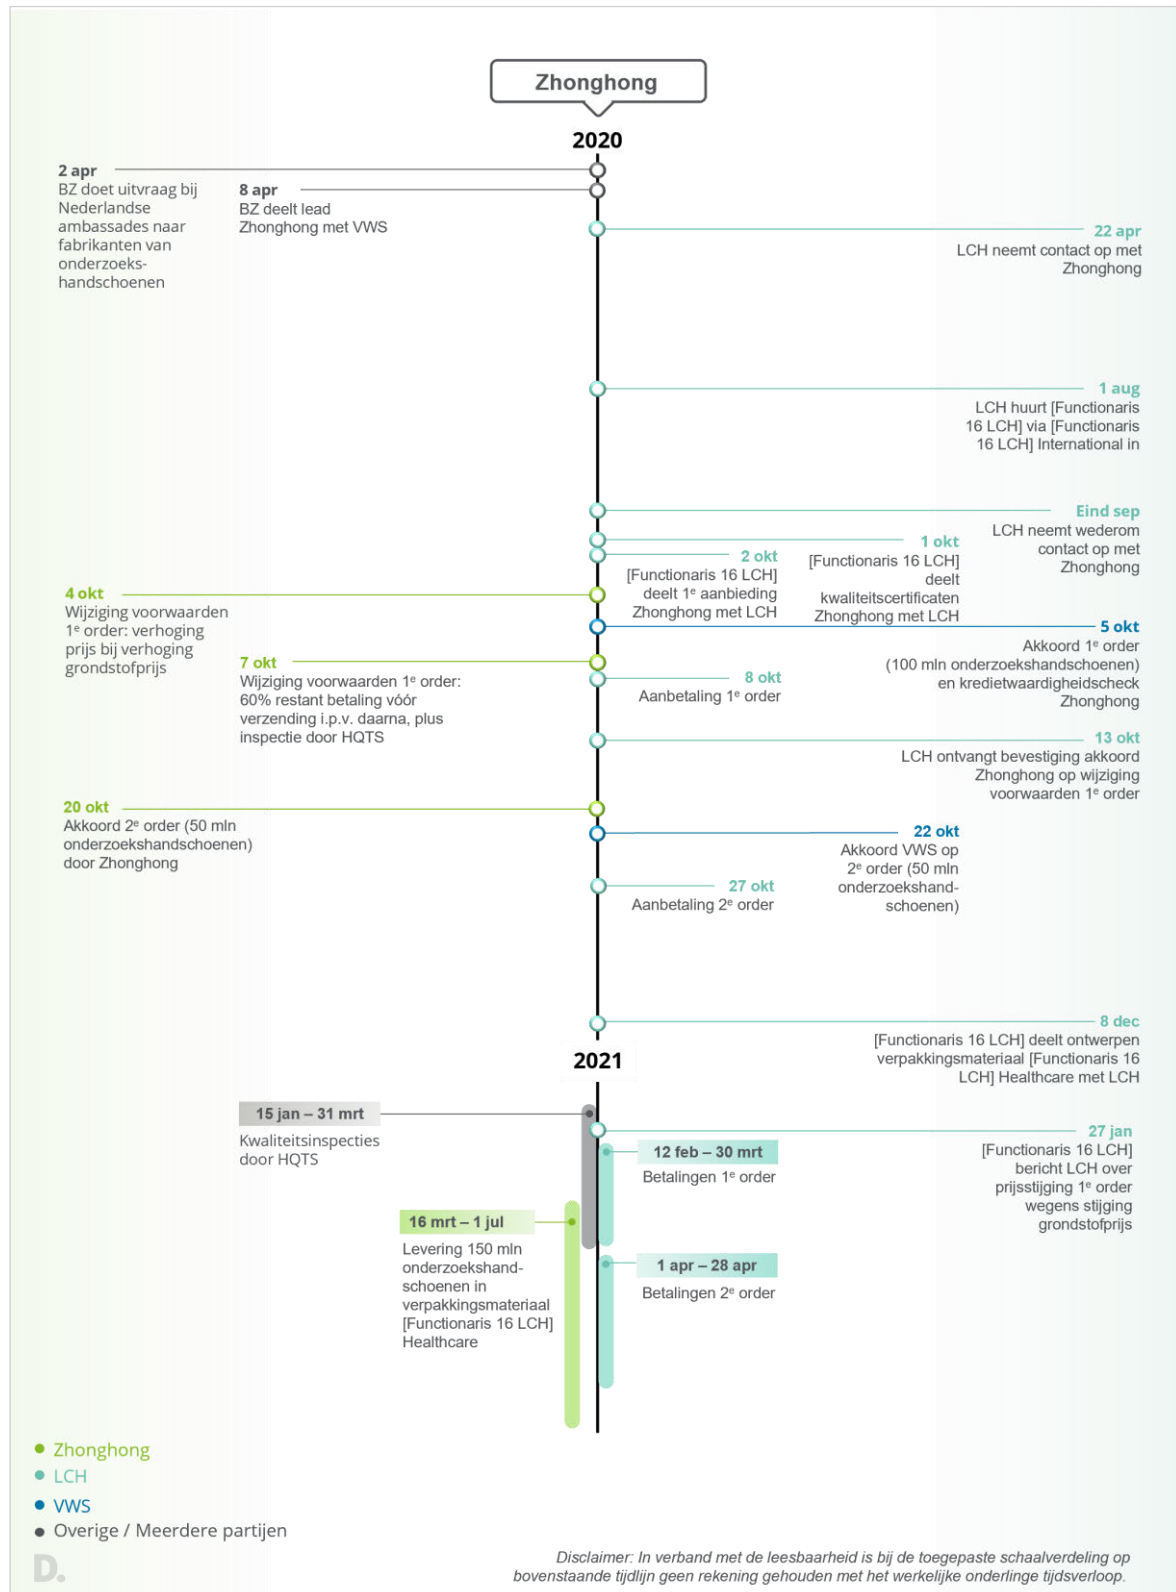 Zhonghong
2020
2 apr
BZ doet uitvraag bij
Nederlandse
ambassades naar
fabrikanten van
onderzoeks-
handschoenen
8 apr
BZ deelt lead
Zhonghong met VWS
22 apr
LCH neemt contact op met
Zhonghong
1 aug
LCH huurt [Functionaris
16 LCH] via [Functionaris
16 LCH] International in
Eind sep
LCH neemt wederom
contact op met
Zhonghong
1 okt
[Functionaris 16 LCH]
deelt
kwaliteitscertificaten
Zhonghong met LCH
2 okt
[Functionaris 16 LCH]
deelt 1e aanbieding
Zhonghong met LCH
4 okt
Wijziging voorwaarden
1e order: verhoging
prijs bij verhoging
grondstofprijs
5 okt
Akkoord 1e order
(100 mln onderzoekshandschoenen)
en kredietwaardigheidscheck
Zhonghong
7 okt
Wijziging voorwaarden 1e order:
60% restant betaling vóór
verzending i.p.v. daarna, plus
inspectie door HQTS
8 okt
Aanbetaling 1e order
13 okt
LCH ontvangt bevestiging akkoord
Zhonghong op wijziging
voorwaarden 1e order
20 okt
Akkoord 2e order (50 mln
onderzoekshandschoenen)
door Zhonghong
22 okt
Akkoord VWS op
2e order (50 mln
onderzoekshand-
schoenen)
27 okt
Aanbetaling 2e order
8 dec
[Functionaris 16 LCH] deelt ontwerpen
verpakkingsmateriaal [Functionaris 16
LCH] Healthcare met LCH
2021
15 jan – 31 mrt
Kwaliteitsinspecties
door HQTS
27 jan
[Functionaris 16 LCH]
bericht LCH over
prijsstijging 1e order
wegens stijging
grondstofprijs
12 feb – 30 mrt
Betalingen 1e order
16 mrt – 1 jul
Levering 150 mln
onderzoekshand-
schoenen in
verpakkingsmateriaal
[Functionaris 16 LCH]
Healthcare
1 apr – 28 apr
Betalingen 2e order
Zhonghong
LCH
VWS
Overige / Meerdere partijen
D.
Disclaimer: In verband met de leesbaarheid is bij de toegepaste schaalverdeling op
bovenstaande tijdlijn geen rekening gehouden met het werkelijke onderlinge tijdsverloop.